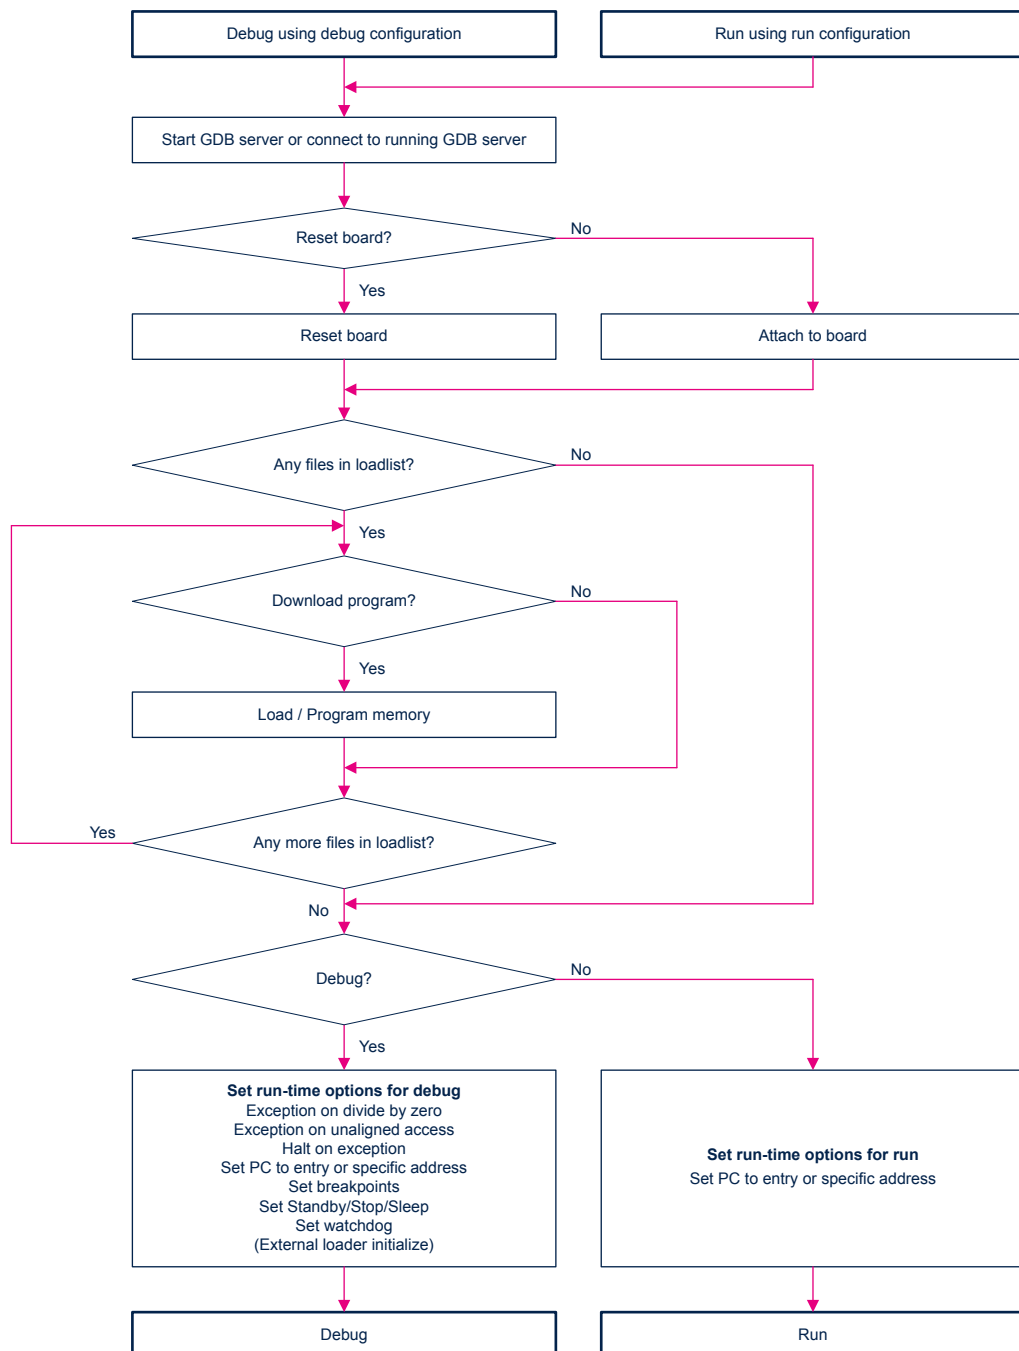 Debug using debug configuration
Run using run configuration
Start GDB server or connect to running GDB server
Reset board?
No
Yes
Reset board
Attach to board
Any files in loadlist?
No
Yes
Download program?
No
Yes
Load / Program memory
Yes
Any more files in loadlist?
No
Debug?
No
Yes
Set run-time options for debug
Exception on divide by zero
Exception on unaligned access
Halt on exception
Set PC to entry or specific address
Set breakpoints
Set Standby/Stop/Sleep
Set watchdog
(External loader initialize)
Set run-time options for run
Set PC to entry or specific address
Debug
Run